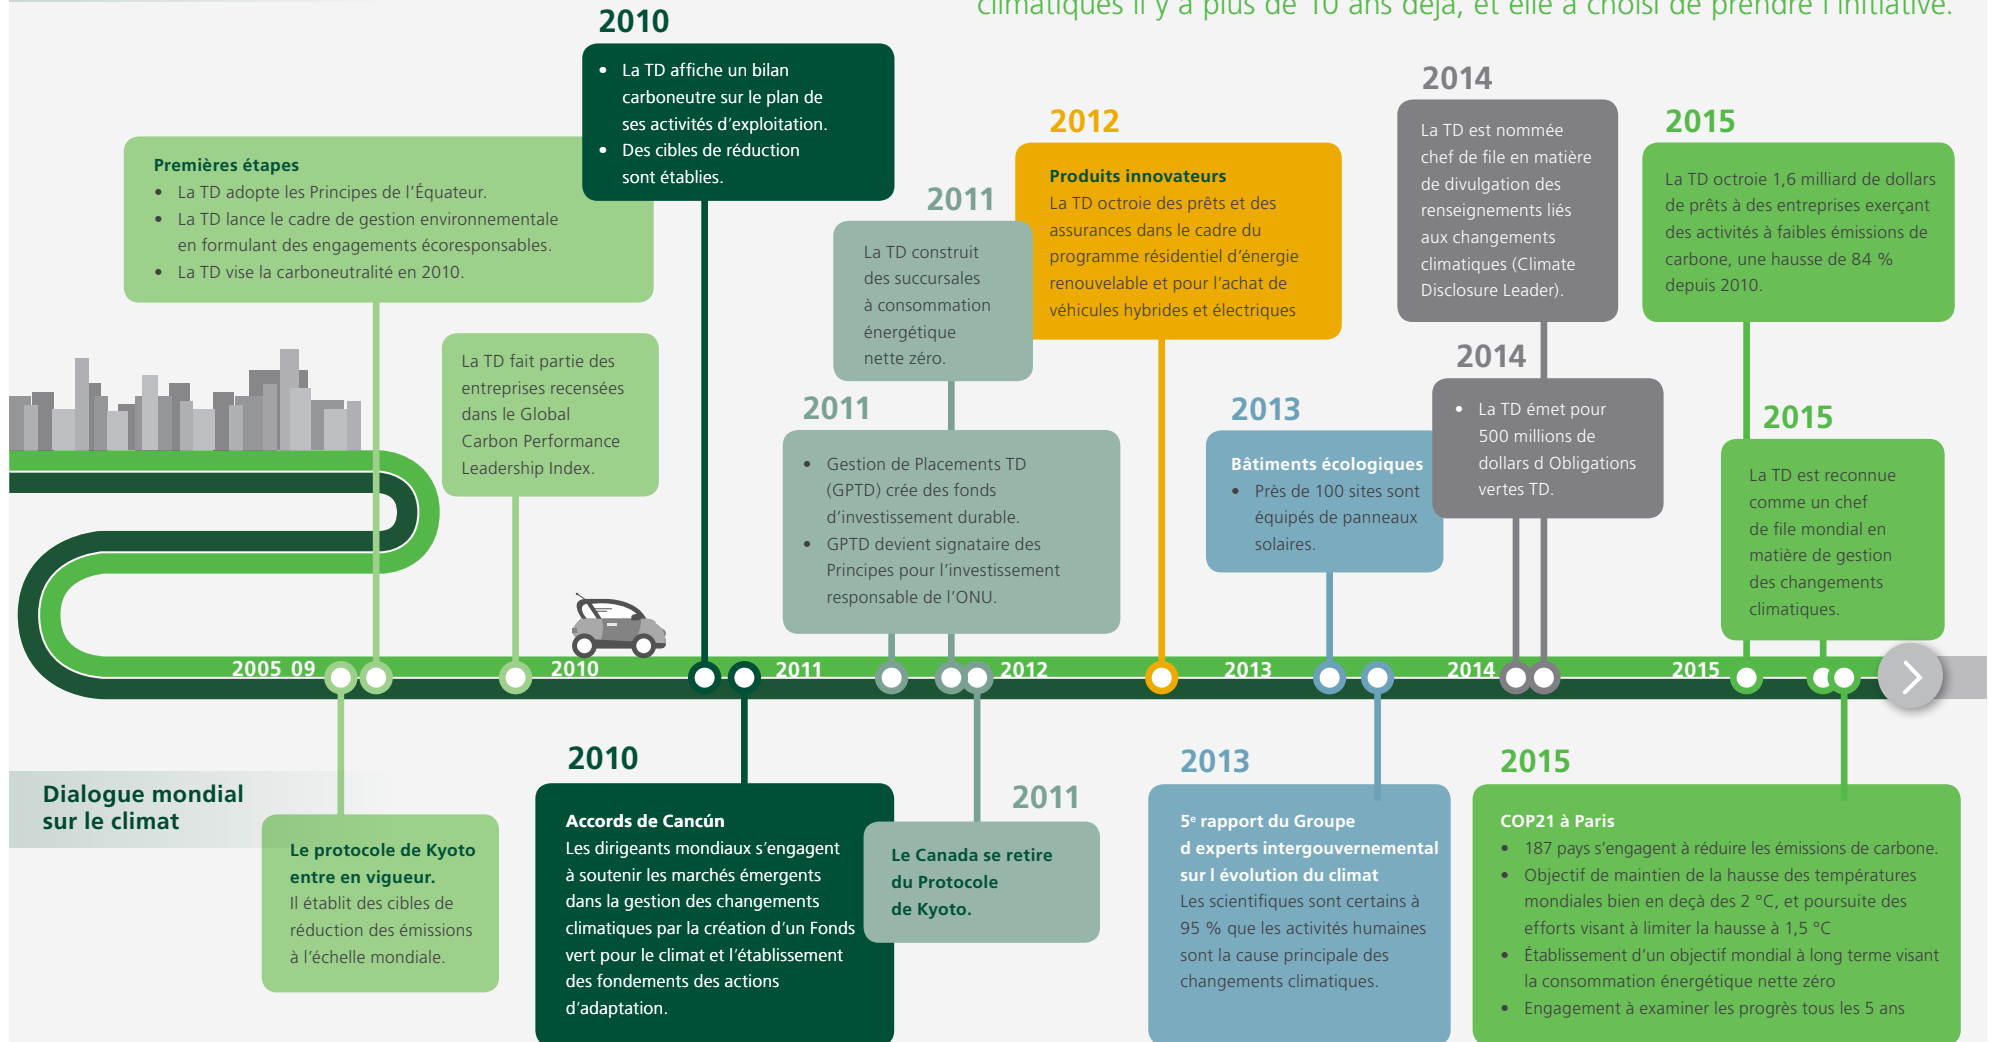 climatiques il y a plus de 10 ans déjà, et elle a choisi de prendre l'initiative.
Premières étapes
• La TD adopte les Principes de l'Équateur.
• La TD lance le cadre de gestion environnementale
en formulant des engagements écoresponsables.
• La TD vise la carboneutralité en 2010.
La TD fait partie des
entreprises recensées
dans le Global
Carbon Performance
Leadership Index.
2010
• La TD affiche un bilan
carboneutre sur le plan de
ses activités d'exploitation.
• Des cibles de réduction
sont établies.
2011
La TD construit
des succursales
à consommation
énergétique
nette zéro.
2011
• Gestion de Placements TD
(GPTD) crée des fonds
d'investissement durable.
• GPTD devient signataire des
Principes pour l'investissement
responsable de l'ONU.
2012
Produits innovateurs
La TD octroie des prêts et des
assurances dans le cadre du
programme résidentiel d'énergie
renouvelable et pour l'achat de
véhicules hybrides et électriques
2013
Bâtiments écologiques
• Près de 100 sites sont
équipés de panneaux
solaires.
2014
La TD est nommée
chef de file en matière
de divulgation des
renseignements liés
aux changements
climatiques (Climate
Disclosure Leader).
2014
• La TD émet pour
500 millions de
dollars d Obligations
vertes TD.
2015
La TD octroie 1,6 milliard de dollars
de prêts à des entreprises exerçant
des activités à faibles émissions de
carbone, une hausse de 84 %
depuis 2010.
2015
La TD est reconnue
comme un chef
de file mondial en
matière de gestion
des changements
climatiques.
2005 09 2010 2011 2012 2013 2014 2015
Dialogue mondial
sur le climat
Le protocole de Kyoto
entre en vigueur.
Il établit des cibles de
réduction des émissions
à l'échelle mondiale.
2010
Accords de Cancún
Les dirigeants mondiaux s'engagent
à soutenir les marchés émergents
dans la gestion des changements
climatiques par la création d'un Fonds
vert pour le climat et l'établissement
des fondements des actions
d'adaptation.
2011
Le Canada se retire
du Protocole
de Kyoto.
2013
5e rapport du Groupe
d experts intergouvernemental
sur l évolution du climat
Les scientifiques sont certains à
95 % que les activités humaines
sont la cause principale des
changements climatiques.
2015
COP21 à Paris
• 187 pays s'engagent à réduire les émissions de carbone.
• Objectif de maintien de la hausse des températures
mondiales bien en deçà des 2 °C, et poursuite des
efforts visant à limiter la hausse à 1,5 °C
• Établissement d'un objectif mondial à long terme visant
la consommation énergétique nette zéro
• Engagement à examiner les progrès tous les 5 ans